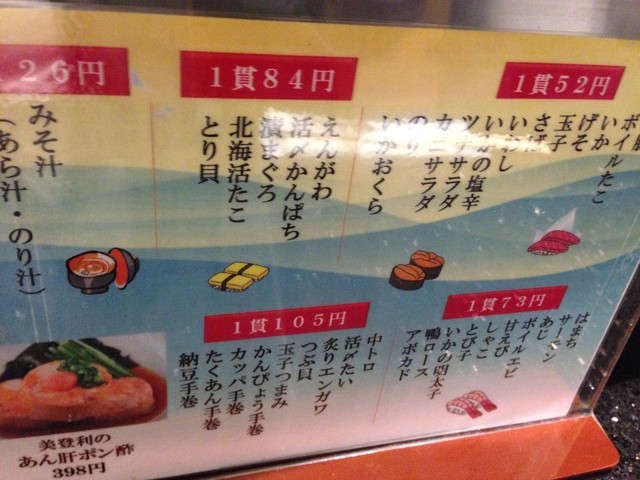 1貫52円
ボイルたこ
いか
げそ
玉子
さば
いわし
いかの塩辛
ツナサラダ
カニサラダ
のり
いかおくら
1貫84円
えんがわ
活〆かんぱち
漬まぐろ
北海活たこ
とり貝
26円
みそ汁
(あら汁・のり汁)
1貫73円
はまち
サーモン
あじ
ボイルエビ
甘えび
しゃこ
とび子
いかの明太子
鴨ロース
アボカド
1貫105円
中トロ
活〆たい
炙りエンガワ
つぶ貝
玉子つまみ
かんぴょう手巻
カッパ手巻
たくあん手巻
納豆手巻
美登利の
あん肝ポン酢
398円